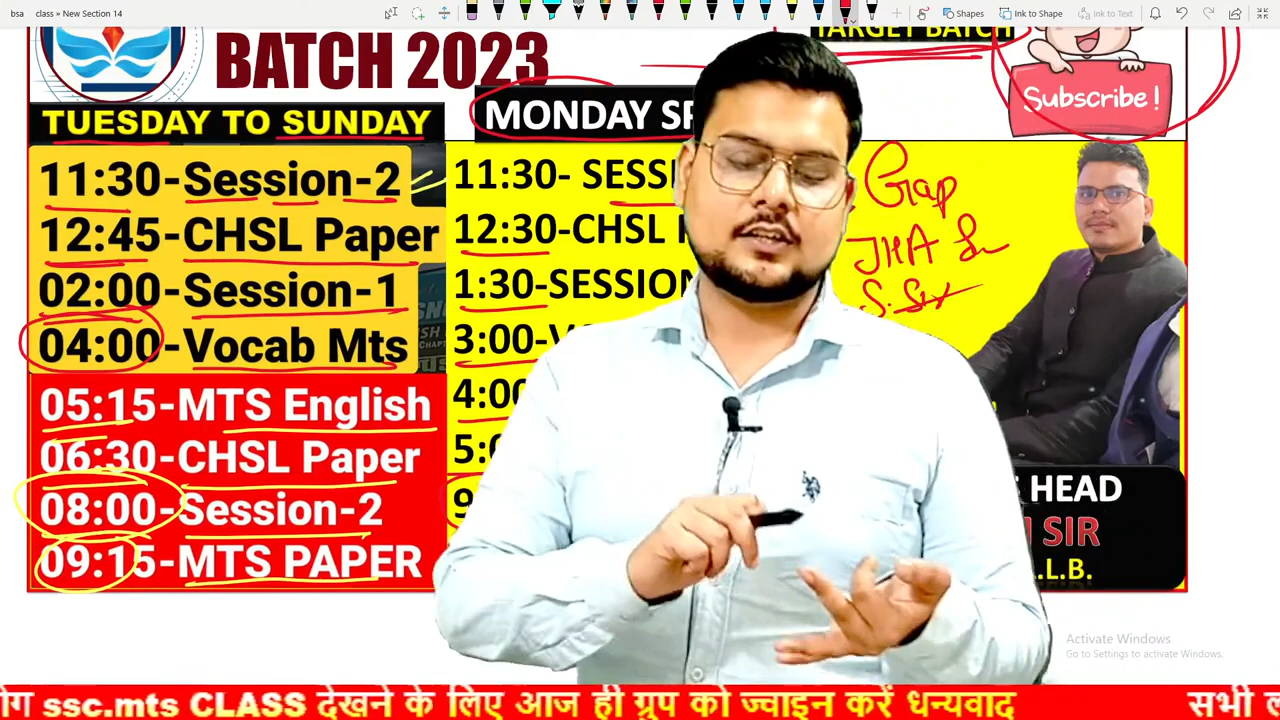 bsa class » New Section 14
Shapes Ink to Shape Ink to Text
BATCH 2023
TARGET BATCH
Subscribe!
TUESDAY TO SUNDAY
11:30-Session-2
12:45-CHSL Paper
02:00-Session-1
04:00-Vocab Mts
05:15-MTS English
06:30-CHSL Paper
08:00-Session-2
09:15-MTS PAPER
MONDAY
11:30-
12:30-CHSL
1:30-SESSION
3:00-
Gap
JHA
HEAD
SIR
L.B.
Activate Windows
Go to Settings to activate Windows.
ssc.mts CLASS देखने के लिए आज ही ग्रुप को ज्वाइन करें धन्यवाद सभी